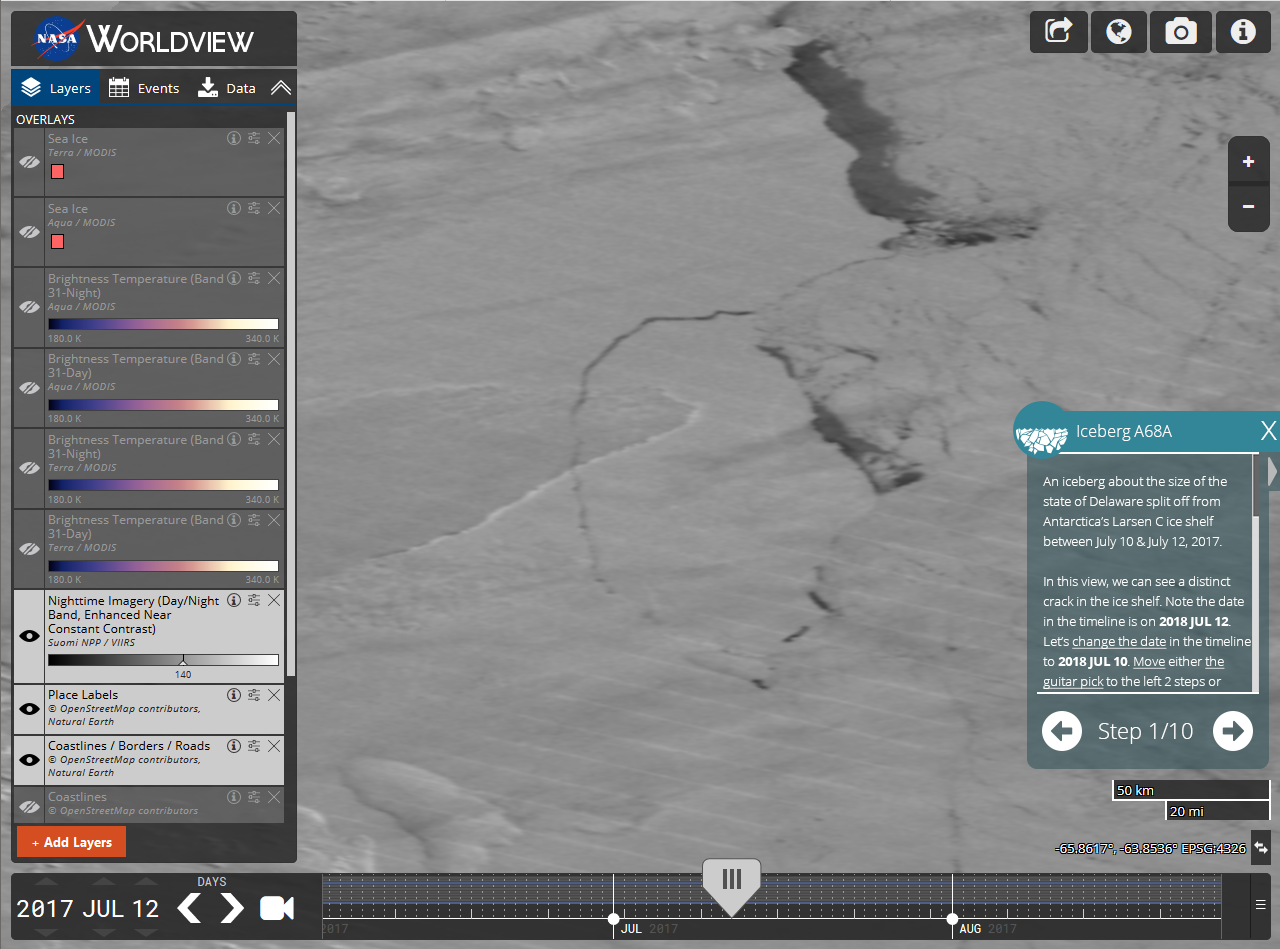 NASA WORLDVIEW
Layers Events Data
OVERLAYS
Sea Ice
Terra / MODIS
Sea Ice
Aqua / MODIS
Brightness Temperature (Band
31-Night)
Aqua / MODIS
180.0 K 340.0 K
Brightness Temperature (Band
31-Day)
Aqua / MODIS
180.0 K 340.0 K
Brightness Temperature (Band
31-Night)
Terra / MODIS
180.0 K 340.0 K
Brightness Temperature (Band
31-Day)
Terra / MODIS
180.0 K 340.0 K
Nighttime Imagery (Day/Night
Band, Enhanced Near
Constant Contrast)
Suomi NPP / VIIRS
140
Place Labels
© OpenStreetMap contributors,
Natural Earth
Coastlines / Borders / Roads
© OpenStreetMap contributors,
Natural Earth
Coastlines
© OpenStreetMap contributors
+ Add Layers
Iceberg A68A X
An iceberg about the size of the
state of Delaware split off from
Antarctica's Larsen C ice shelf
between July 10 & July 12, 2017.
In this view, we can see a distinct
crack in the ice shelf. Note the date
in the timeline is on 2018 JUL 12.
Let's change the date in the timeline
to 2018 JUL 10. Move either the
guitar pick to the left 2 steps or
Step 1/10
50 km
20 mi
-65.8617°, -63.8536° EPSG:4326
DAYS
2017 JUL 12
2017 JUL 2017 AUG 2017